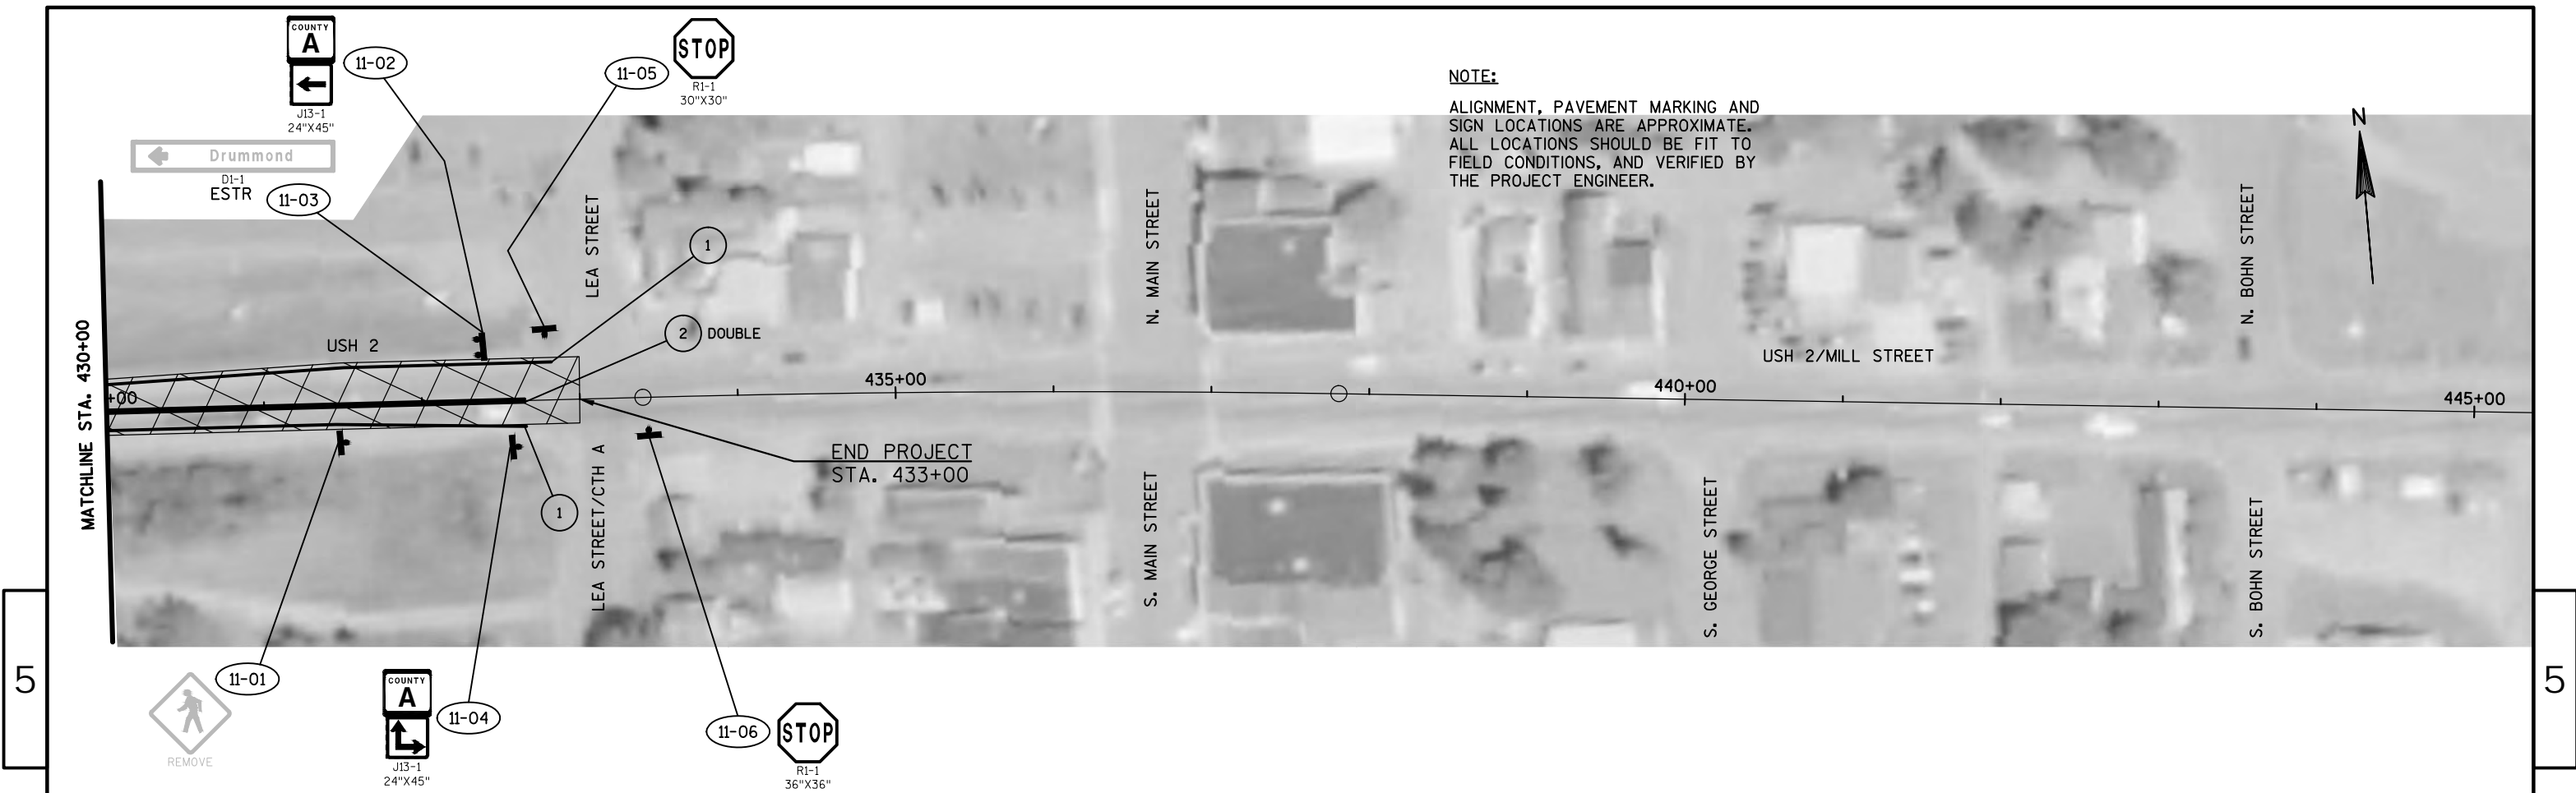 COUNTY
A
J13-1
24"X45"
11-02
11-05
STOP
R1-1
30"X30"
NOTE:
ALIGNMENT, PAVEMENT MARKING AND
SIGN LOCATIONS ARE APPROXIMATE.
ALL LOCATIONS SHOULD BE FIT TO
FIELD CONDITIONS, AND VERIFIED BY
THE PROJECT ENGINEER.
N
Drummond
D1-1
ESTR
11-03
LEA STREET
N. MAIN STREET
N. BOHN STREET
1
2
DOUBLE
USH 2
USH 2/MILL STREET
MATCHLINE STA. 430+00
+00
435+00
440+00
445+00
END PROJECT
STA. 433+00
1
LEA STREET/CTH A
S. MAIN STREET
S. GEORGE STREET
S. BOHN STREET
5
5
11-01
REMOVE
COUNTY
A
J13-1
24"X45"
11-04
11-06
STOP
R1-1
36"X36"